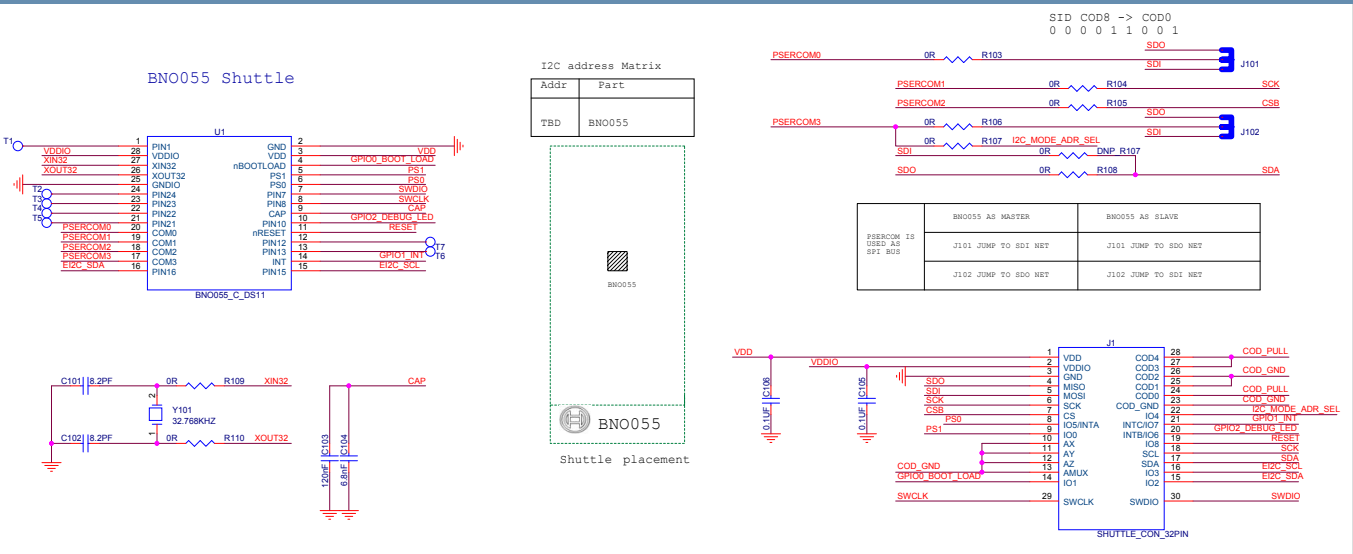 SID COD8 -> COD0
0 0 0 0 1 1 0 0 1
BNO055 Shuttle
I2C address Matrix
Addr Part
TBD BNO055
PSERCOM0 0R R103 SDO
SDI J101
PSERCOM1 0R R104 SCK
PSERCOM2 0R R105 CSB
PSERCOM3 0R R106 SDO
SDI J102
0R R107 I2C_MODE_ADR_SEL
SDI 0R DNP_R107
SDO 0R R108 SDA
BNO055 AS MASTER BNO055 AS SLAVE
PSERCOM IS
USED AS
SPI BUS
J101 JUMP TO SDI NET J101 JUMP TO SDO NET
J102 JUMP TO SDO NET J102 JUMP TO SDI NET
U1
T1 1 PIN1 GND 2
VDDIO 28 VDDIO VDD 3 VDD
XIN32 27 XIN32 nBOOTLOAD 4 GPIO0_BOOT_LOAD
XOUT32 26 XOUT32 PS1 5 PS1
25 GNDIO PS0 6 PS0
T2 24 PIN24 PIN7 7 SWDIO
T3 23 PIN23 PIN8 8 SWCLK
T4 22 PIN22 CAP 9 CAP
T5 21 PIN21 PIN10 10 GPIO2_DEBUG_LED
PSERCOM0 20 COM0 nRESET 11 RESET
PSERCOM1 19 COM1 PIN12 12 T7
PSERCOM2 18 COM2 PIN13 13 T6
PSERCOM3 17 COM3 INT 14 GPIO1_INT
EI2C_SDA 16 PIN16 PIN15 15 EI2C_SCL
BNO055_C_DS11
BNO055
BNO055
Shuttle placement
C101 8.2PF 0R R109 XIN32
2
Y101
32.768KHZ
1
C102 8.2PF 0R R110 XOUT32
CAP
120nF C103
6.8nF C104
J1
VDD 1 VDD COD4 28 COD_PULL
VDDIO 2 VDDIO COD3 27
3 GND COD2 26 COD_GND
SDO 4 MISO COD1 25
SDI 5 MOSI COD0 24 COD_PULL
SCK 6 SCK COD_GND 23 COD_GND
CSB 7 CS IO4 22 I2C_MODE_ADR_SEL
PS0 8 IO5/INTA INTC/IO7 21 GPIO1_INT
PS1 9 IO0 INTB/IO6 20 GPIO2_DEBUG_LED
10 AX IO8 19 RESET
11 AY SCL 18 SCK
12 AZ SDA 17 SDA
COD_GND 13 AMUX IO3 16 EI2C_SCL
GPIO0_BOOT_LOAD 14 IO1 IO2 15 EI2C_SDA
SWCLK 29 SWCLK SWDIO 30 SWDIO
SHUTTLE_CON_32PIN
0.1UF C106
0.1UF C105